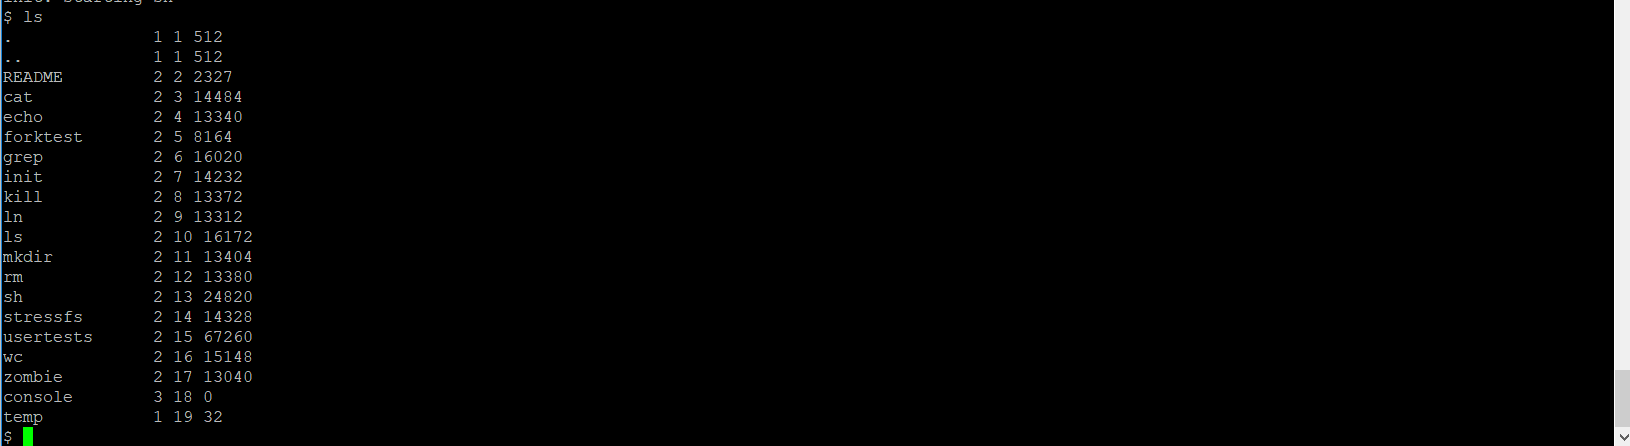 $ ls
.              1 1 512
..             1 1 512
README         2 2 2327
cat            2 3 14484
echo           2 4 13340
forktest       2 5 8164
grep           2 6 16020
init           2 7 14232
kill           2 8 13372
ln             2 9 13312
ls             2 10 16172
mkdir          2 11 13404
rm             2 12 13380
sh             2 13 24820
stressfs       2 14 14328
usertests      2 15 67260
wc             2 16 15148
zombie         2 17 13040
console        3 18 0
temp           1 19 32
$